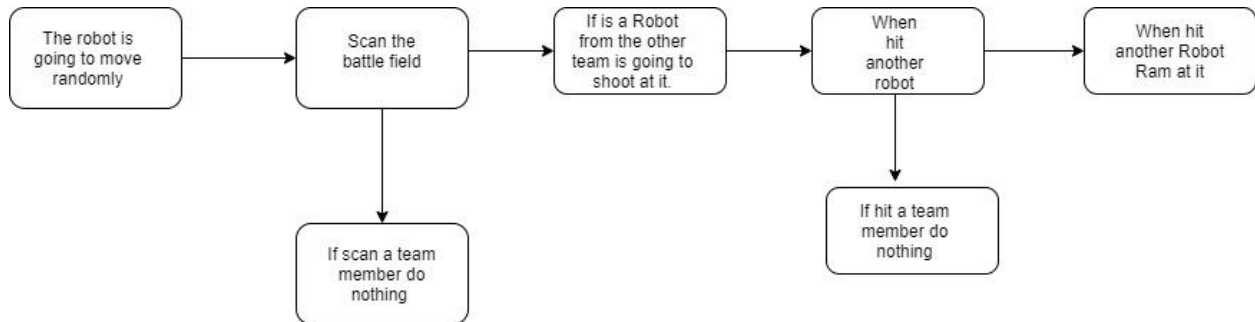 The robot is
going to move
randomly
Scan the
battle field
If is a Robot
from the other
team is going to
shoot at it.
When
hit
another
robot
When hit
another Robot
Ram at it
If scan a team
member do
nothing
If hit a team
member do
nothing